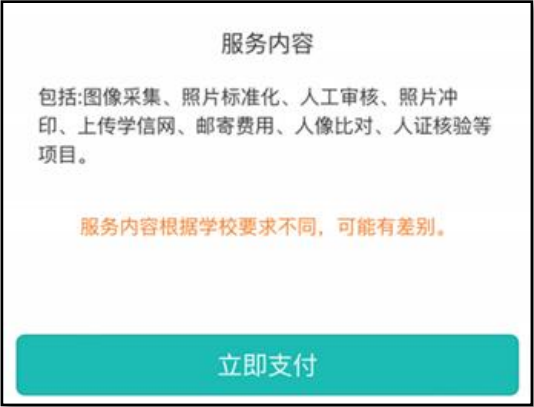 服务内容
包括:图像采集、照片标准化、人工审核、照片冲
印、上传学信网、邮寄费用、人像比对、人证核验等
项目。
服务内容根据学校要求不同，可能有差别。
立即支付